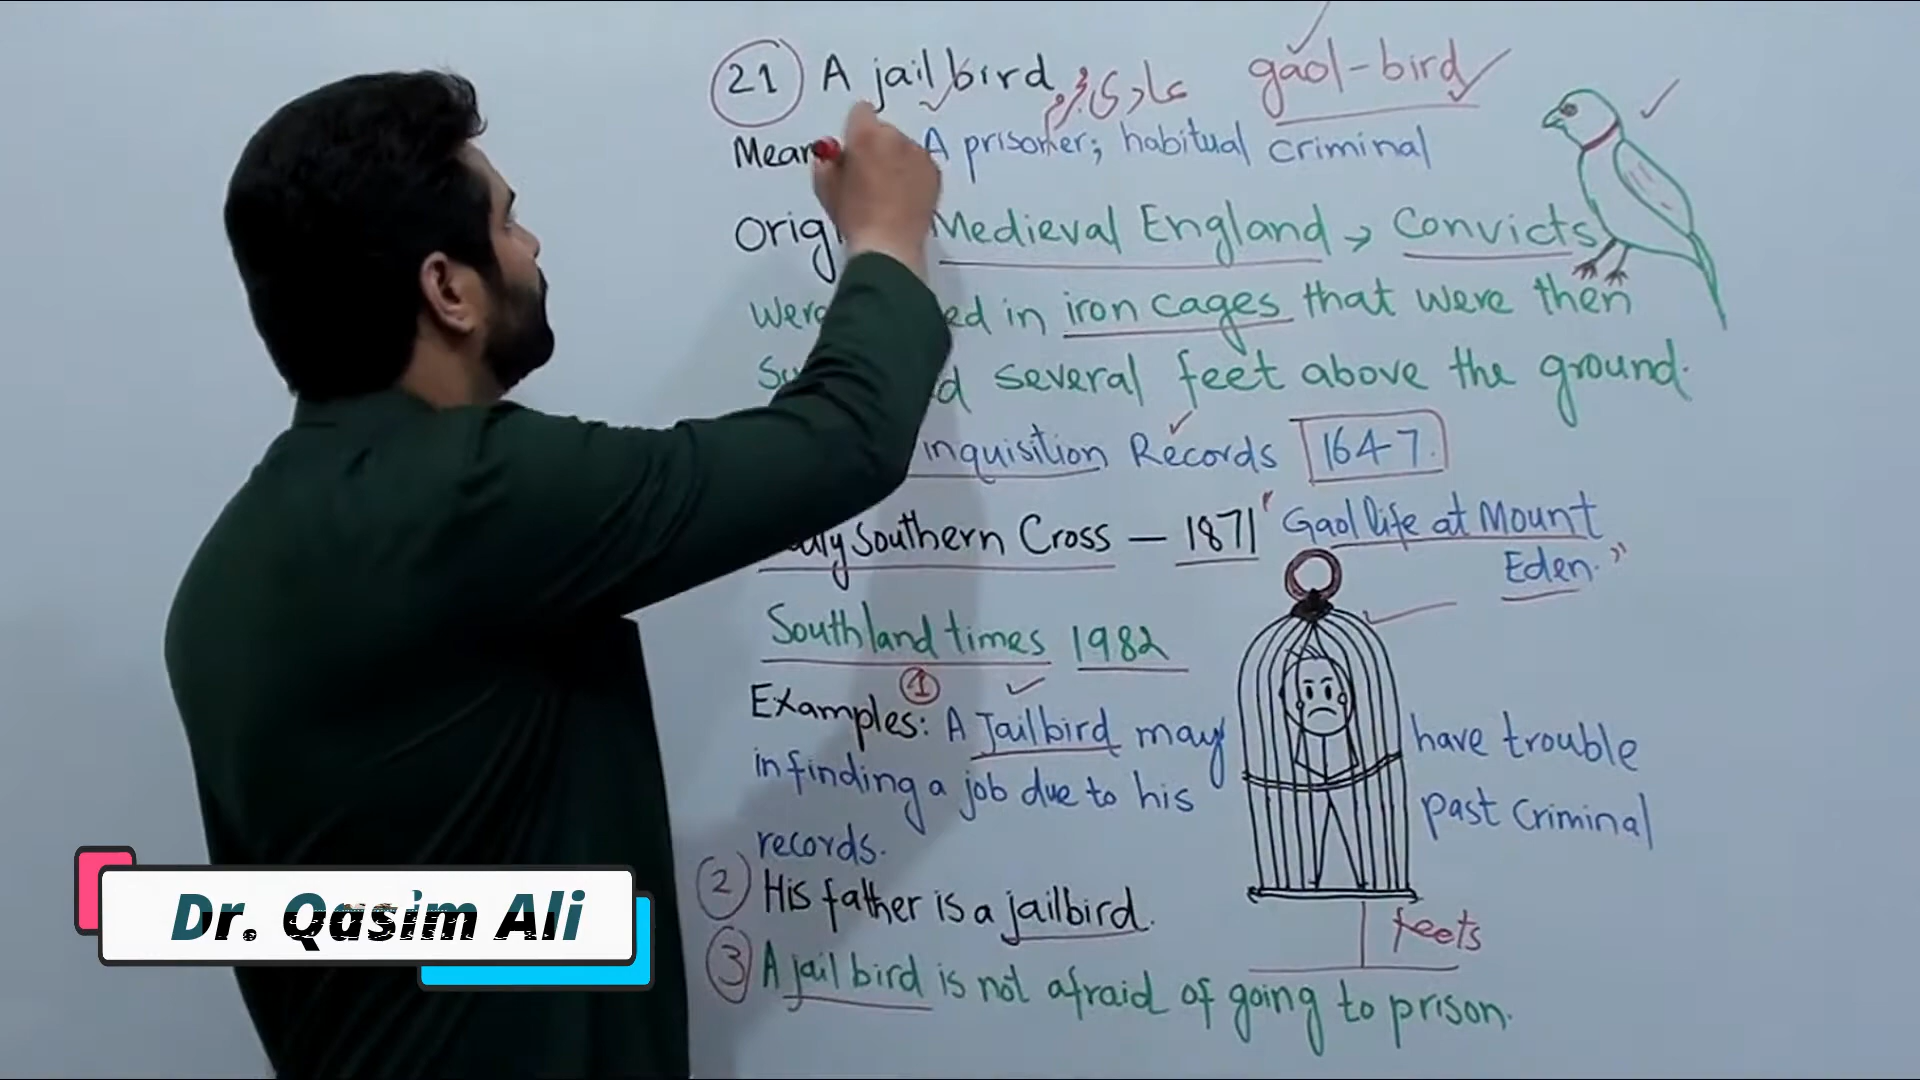 21 A jailbird عادی مجرم gaol-bird
A prisoner; habitual criminal
Medieval England → Convicts
in iron cages that were then
several feet above the ground.
inquisition Records 1647.
Southern Cross — 1871 "Gaol life at Mount
Eden."
Southland times 1982
Examples: ① A Jailbird may have trouble
in finding a job due to his past criminal
records.
2 His father is a jailbird.
feets
3 A jail bird is not afraid of going to prison.
Dr. Qasim Ali